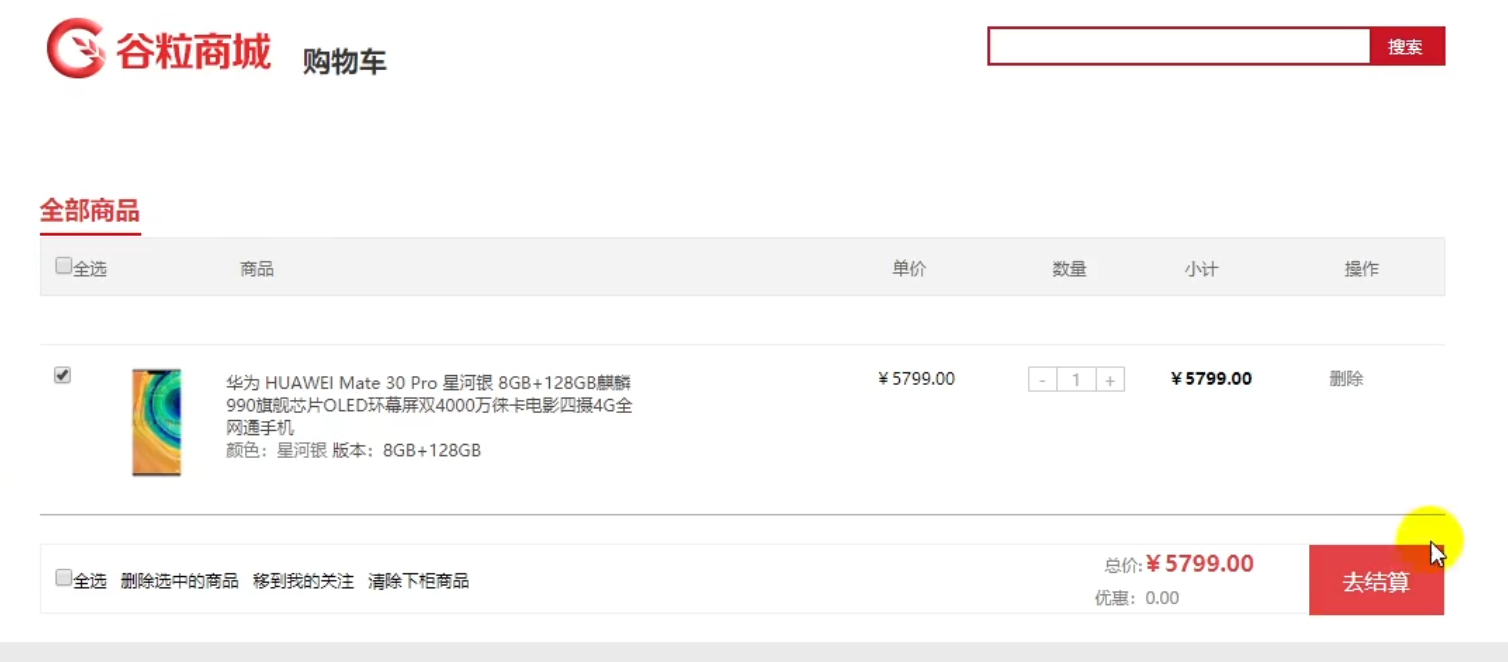 谷粒商城 购物车
搜索
全部商品
全选 商品 单价 数量 小计 操作
华为 HUAWEI Mate 30 Pro 星河银 8GB+128GB麒麟 ¥5799.00 - 1 + ¥5799.00 删除
990旗舰芯片OLED环幕屏双4000万徕卡电影四摄4G全
网通手机
颜色：星河银 版本：8GB+128GB
全选 删除选中的商品 移到我的关注 清除下柜商品
总价:¥5799.00
优惠：0.00
去结算